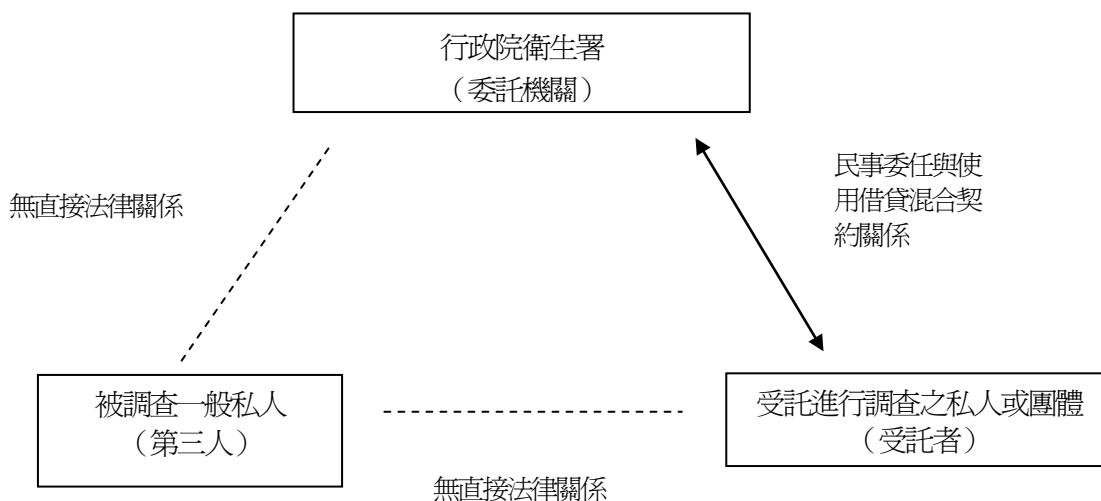 行政院衛生署
（委託機關）
民事委任與使
用借貸混合契
約關係
無直接法律關係
被調查一般私人
（第三人）
受託進行調查之私人或團體
（受託者）
無直接法律關係